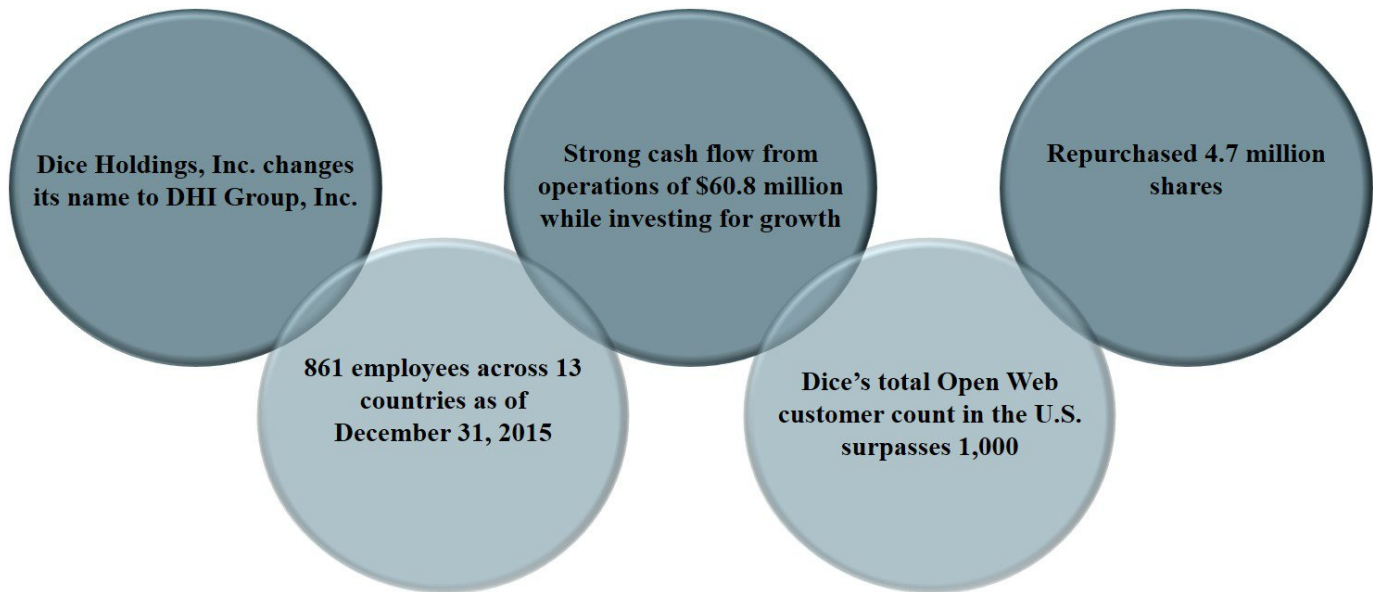 Dice Holdings, Inc. changes
its name to DHI Group, Inc.
Strong cash flow from
operations of $60.8 million
while investing for growth
Repurchased 4.7 million
shares
861 employees across 13
countries as of
December 31, 2015
Dice’s total Open Web
customer count in the U.S.
surpasses 1,000